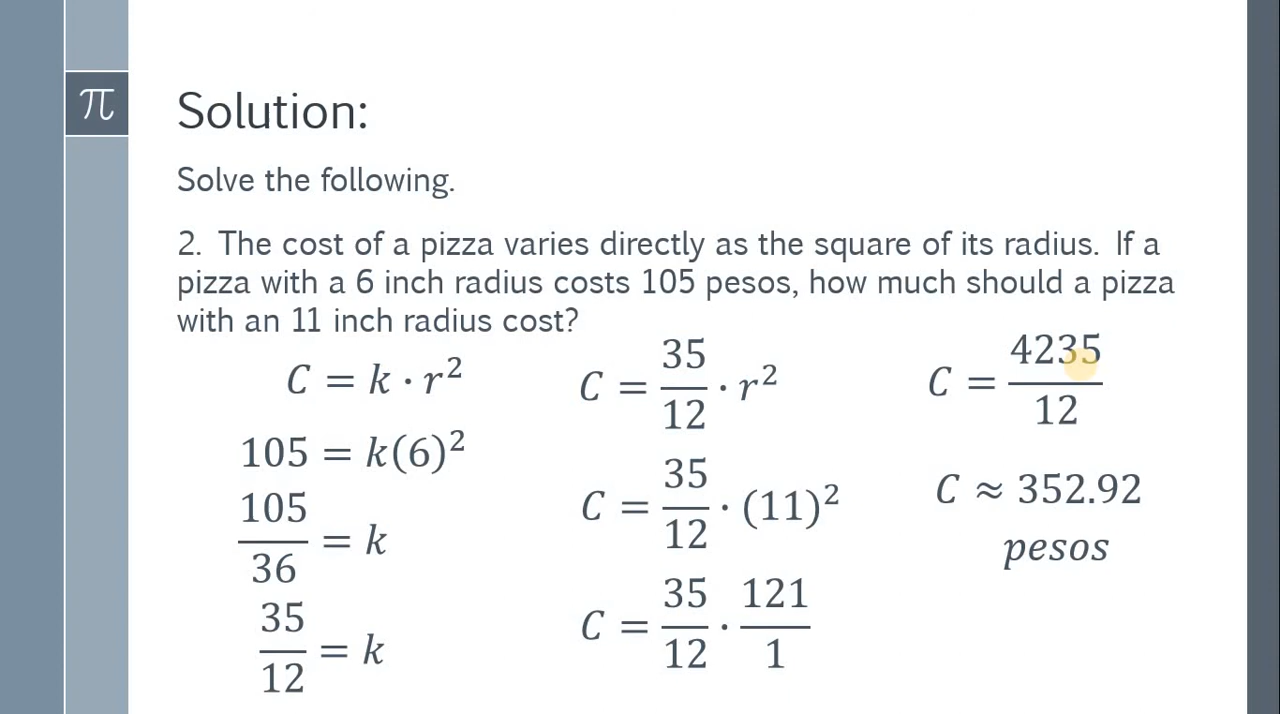 π
Solution:
Solve the following.
2. The cost of a pizza varies directly as the square of its radius. If a
pizza with a 6 inch radius costs 105 pesos, how much should a pizza
with an 11 inch radius cost?
C = k · r²
105 = k(6)²
105/36 = k
35/12 = k
C = 35/12 · r²
C = 35/12 · (11)²
C = 35/12 · 121/1
C = 4235/12
C ≈ 352.92
pesos